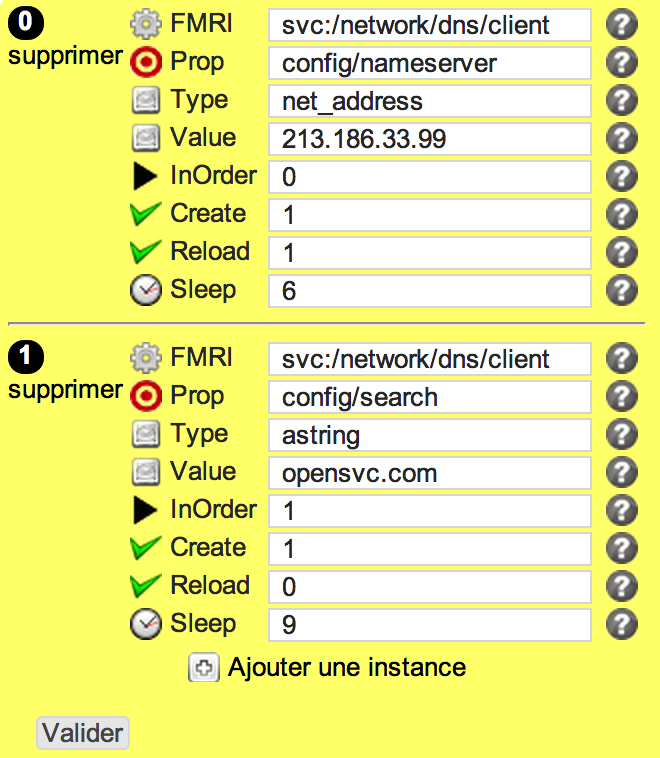 0 FMRI svc:/network/dns/client ?
supprimer Prop config/nameserver ?
Type net_address ?
Value 213.186.33.99 ?
InOrder 0 ?
Create 1 ?
Reload 1 ?
Sleep 6 ?
1 FMRI svc:/network/dns/client ?
supprimer Prop config/search ?
Type astring ?
Value opensvc.com ?
InOrder 1 ?
Create 1 ?
Reload 0 ?
Sleep 9 ?
Ajouter une instance
Valider